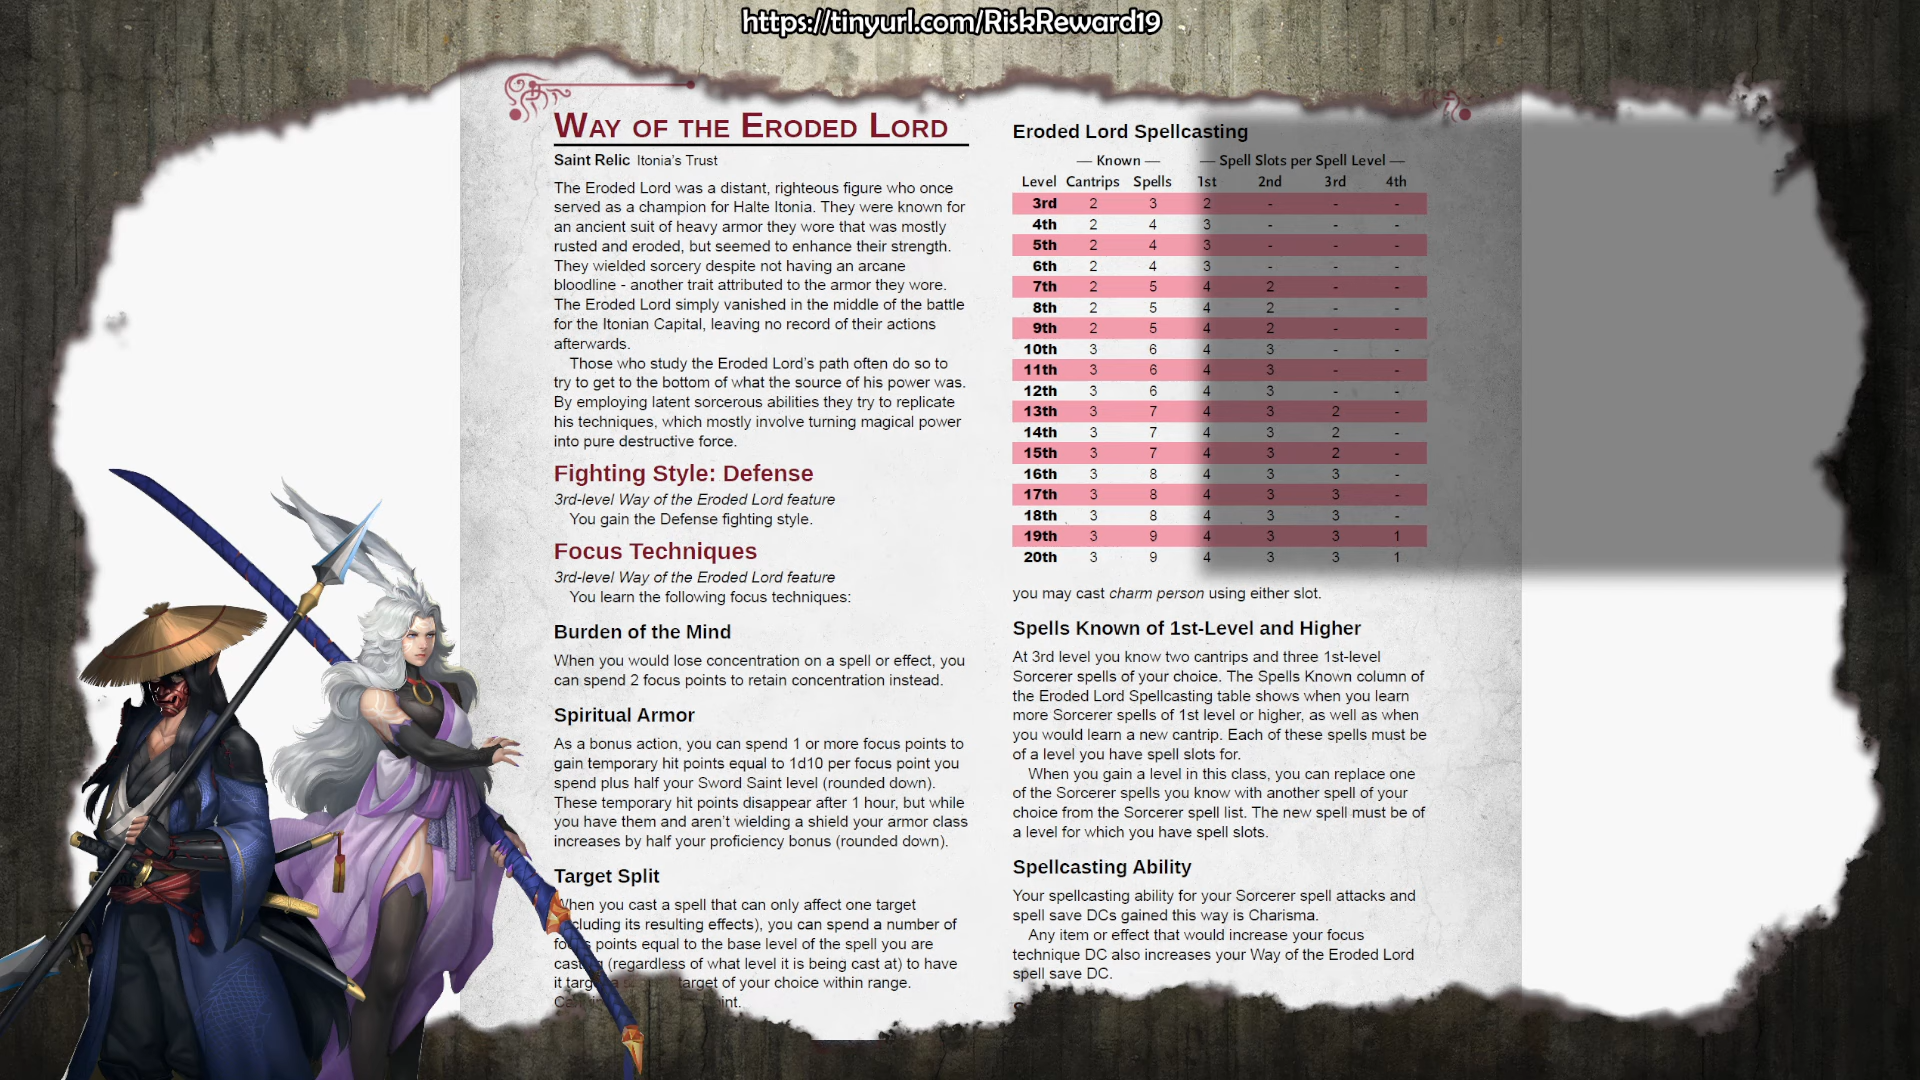 https://tinyurl.com/RiskReward19
WAY OF THE ERODED LORD
Saint Relic Itonia's Trust
The Eroded Lord was a distant, righteous figure who once
served as a champion for Halte Itonia. They were known for
an ancient suit of heavy armor they wore that was mostly
rusted and eroded, but seemed to enhance their strength.
They wielded sorcery despite not having an arcane
bloodline - another trait attributed to the armor they wore.
The Eroded Lord simply vanished in the middle of the battle
for the Itonian Capital, leaving no record of their actions
afterwards.
Those who study the Eroded Lord's path often do so to
try to get to the bottom of what the source of his power was.
By employing latent sorcerous abilities they try to replicate
his techniques, which mostly involve turning magical power
into pure destructive force.
Fighting Style: Defense
3rd-level Way of the Eroded Lord feature
You gain the Defense fighting style.
Focus Techniques
3rd-level Way of the Eroded Lord feature
You learn the following focus techniques:
Burden of the Mind
When you would lose concentration on a spell or effect, you
can spend 2 focus points to retain concentration instead.
Spiritual Armor
As a bonus action, you can spend 1 or more focus points to
gain temporary hit points equal to 1d10 per focus point you
spend plus half your Sword Saint level (rounded down).
These temporary hit points disappear after 1 hour, but while
you have them and aren't wielding a shield your armor class
increases by half your proficiency bonus (rounded down).
Target Split
When you cast a spell that can only affect one target
its resulting effects), you can spend a number of
points equal to the base level of the spell you are
(regardless of what level it is being cast at) to have
it target of your choice within range.
Eroded Lord Spellcasting
— Known — — Spell Slots per Spell Level —
Level Cantrips Spells 1st 2nd 3rd 4th
3rd 2 3 2 - - -
4th 2 4 3 - - -
5th 2 4 3 - - -
6th 2 4 3 - - -
7th 2 5 4 2 - -
8th 2 5 4 2 - -
9th 2 5 4 2 - -
10th 3 6 4 3 - -
11th 3 6 4 3 - -
12th 3 6 4 3 - -
13th 3 7 4 3 2 -
14th 3 7 4 3 2 -
15th 3 7 4 3 2 -
16th 3 8 4 3 3 -
17th 3 8 4 3 3 -
18th 3 8 4 3 3 -
19th 3 9 4 3 3 1
20th 3 9 4 3 3 1
you may cast charm person using either slot.
Spells Known of 1st-Level and Higher
At 3rd level you know two cantrips and three 1st-level
Sorcerer spells of your choice. The Spells Known column of
the Eroded Lord Spellcasting table shows when you learn
more Sorcerer spells of 1st level or higher, as well as when
you would learn a new cantrip. Each of these spells must be
of a level you have spell slots for.
When you gain a level in this class, you can replace one
of the Sorcerer spells you know with another spell of your
choice from the Sorcerer spell list. The new spell must be of
a level for which you have spell slots.
Spellcasting Ability
Your spellcasting ability for your Sorcerer spell attacks and
spell save DCs gained this way is Charisma.
Any item or effect that would increase your focus
technique DC also increases your Way of the Eroded Lord
spell save DC.